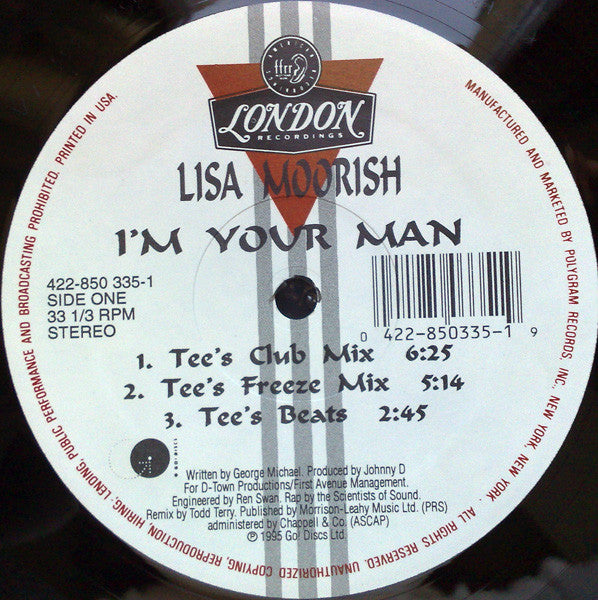 AMERICAN RECORDINGS
ffrr
LONDON
RECORDINGS
LISA MOORISH
I'M YOUR MAN
422-850 335-1
SIDE ONE
33 1/3 RPM
STEREO
0 422-850335-1 9
1. Tee's Club Mix 6:25
2. Tee's Freeze Mix 5:14
3. Tee's Beats 2:45
GO! DISCS
Written by George Michael. Produced by Johnny D
For D-Town Productions/First Avenue Management.
Engineered by Ren Swan. Rap by the Scientists of Sound.
Remix by Todd Terry. Published by Morrison-Leahy Music Ltd. (PRS)
administered by Chappell & Co. (ASCAP)
℗ 1995 Go! Discs Ltd
MANUFACTURED AND MARKETED BY POLYGRAM RECORDS, INC., NEW YORK, NEW YORK. ALL RIGHTS RESERVED. UNAUTHORIZED COPYING, REPRODUCTION, HIRING, LENDING, PUBLIC PERFORMANCE AND BROADCASTING PROHIBITED. PRINTED IN USA.